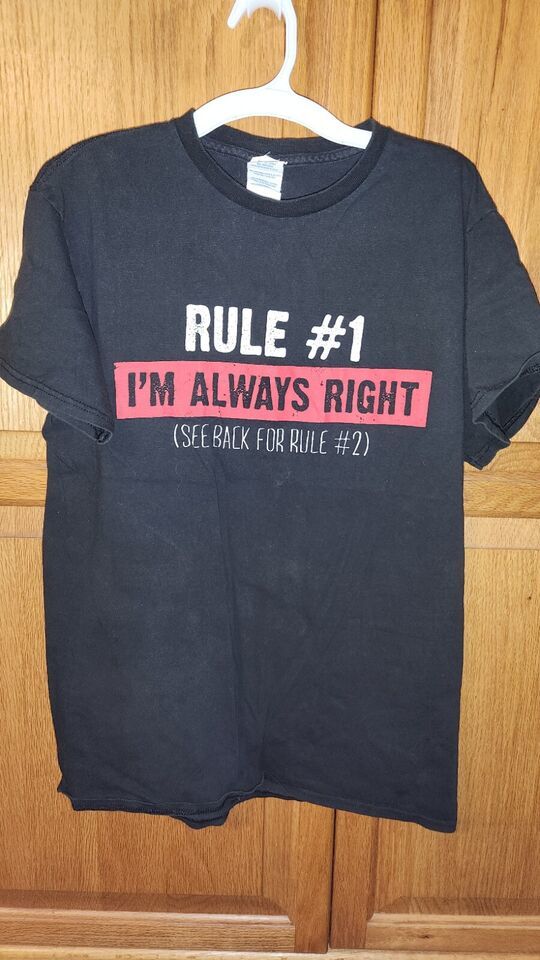 RULE #1
I'M ALWAYS RIGHT
(SEE BACK FOR RULE #2)